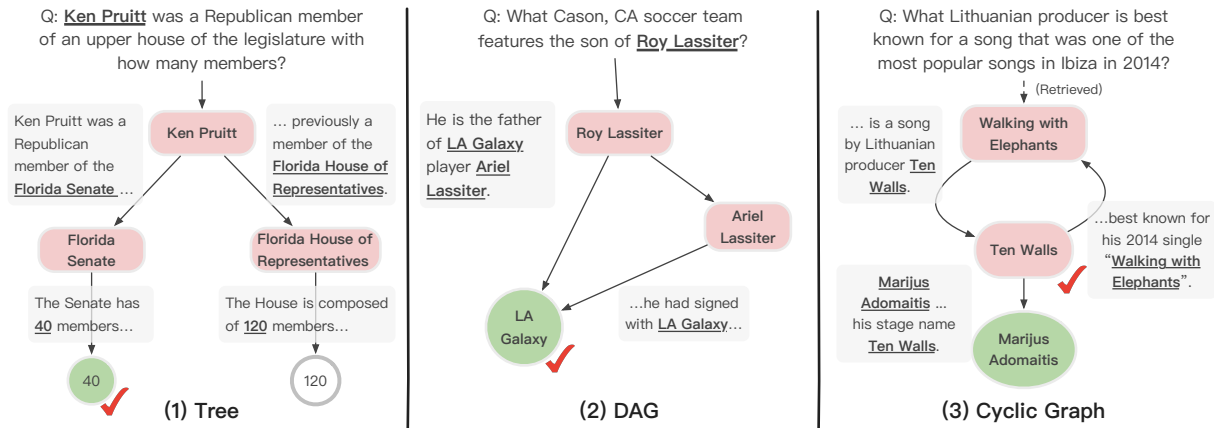 Q: Ken Pruitt was a Republican member
of an upper house of the legislature with
how many members?
Ken Pruitt was a
Republican
member of the
Florida Senate ...
Ken Pruitt
... previously a
member of the
Florida House of
Representatives.
Florida
Senate
Florida House of
Representatives
The Senate has
40 members...
The House is composed
of 120 members...
40
120
(1) Tree
Q: What Cason, CA soccer team
features the son of Roy Lassiter?
He is the father
of LA Galaxy
player Ariel
Lassiter.
Roy Lassiter
Ariel
Lassiter
LA
Galaxy
...he had signed
with LA Galaxy...
(2) DAG
Q: What Lithuanian producer is best
known for a song that was one of the
most popular songs in Ibiza in 2014?
(Retrieved)
... is a song
by Lithuanian
producer Ten
Walls.
Walking with
Elephants
Ten Walls
...best known for
his 2014 single
“Walking with
Elephants”.
Marijus
Adomaitis ...
his stage name
Ten Walls.
Marijus
Adomaitis
(3) Cyclic Graph